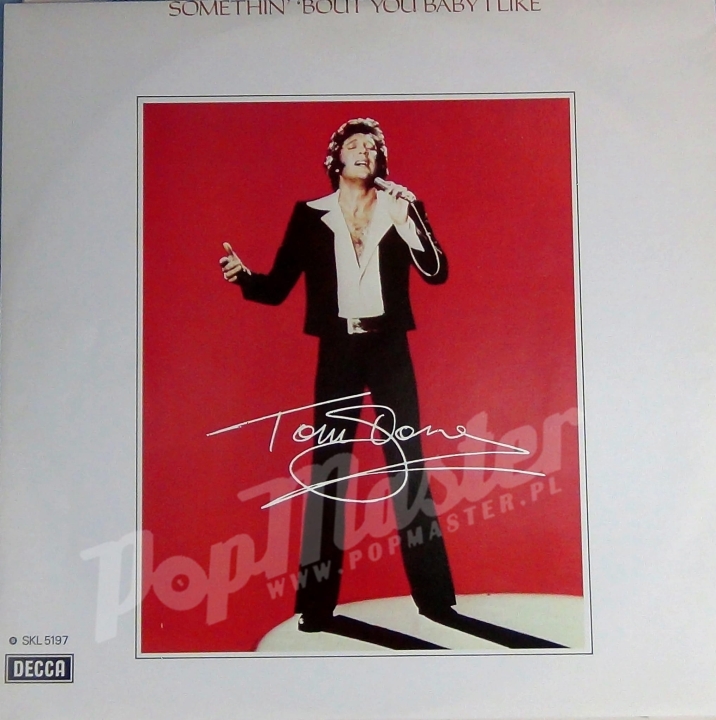 SOMETHIN' 'BOUT YOU BABY I LIKE
Tom Jones
PopMaster
WWW.POPMASTER.PL
SKL 5197
DECCA